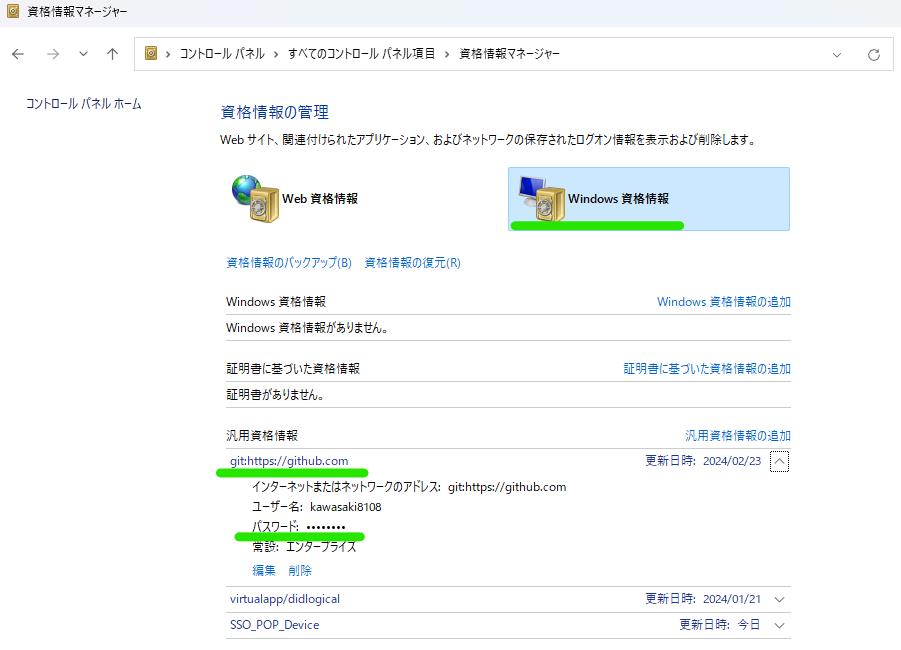 資格情報マネージャー
コントロール パネル › すべてのコントロール パネル項目 › 資格情報マネージャー
コントロール パネル ホーム
資格情報の管理
Web サイト、関連付けられたアプリケーション、およびネットワークの保存されたログオン情報を表示および削除します。
Web 資格情報
Windows 資格情報
資格情報のバックアップ(B) 資格情報の復元(R)
Windows 資格情報 Windows 資格情報の追加
Windows 資格情報がありません。
証明書に基づいた資格情報 証明書に基づいた資格情報の追加
証明書がありません。
汎用資格情報 汎用資格情報の追加
git:https://github.com 更新日時: 2024/02/23
インターネットまたはネットワークのアドレス: git:https://github.com
ユーザー名: kawasaki8108
パスワード: ••••••••
常設: エンタープライズ
編集 削除
virtualapp/didlogical 更新日時: 2024/01/21
SSO_POP_Device 更新日時: 今日